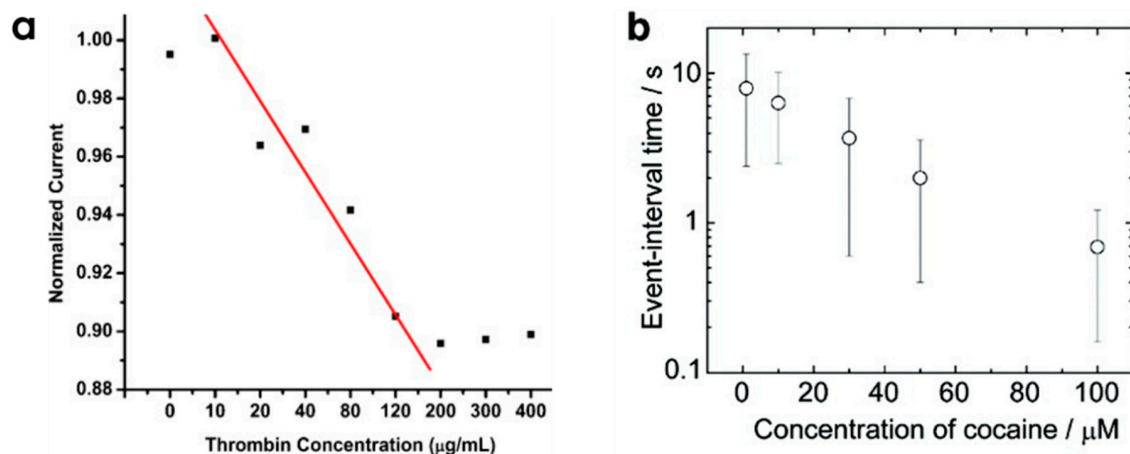 a
1.00
0.98
0.96
0.94
0.92
0.918
0.90
0.88
0 10 20 40 80 120 200 300 400
Normalized Current
Thrombin Concentration (μg/mL)
b
10
1
0.1
0 20 40 60 80 100
Event-interval time / s
Concentration of cocaine / μM